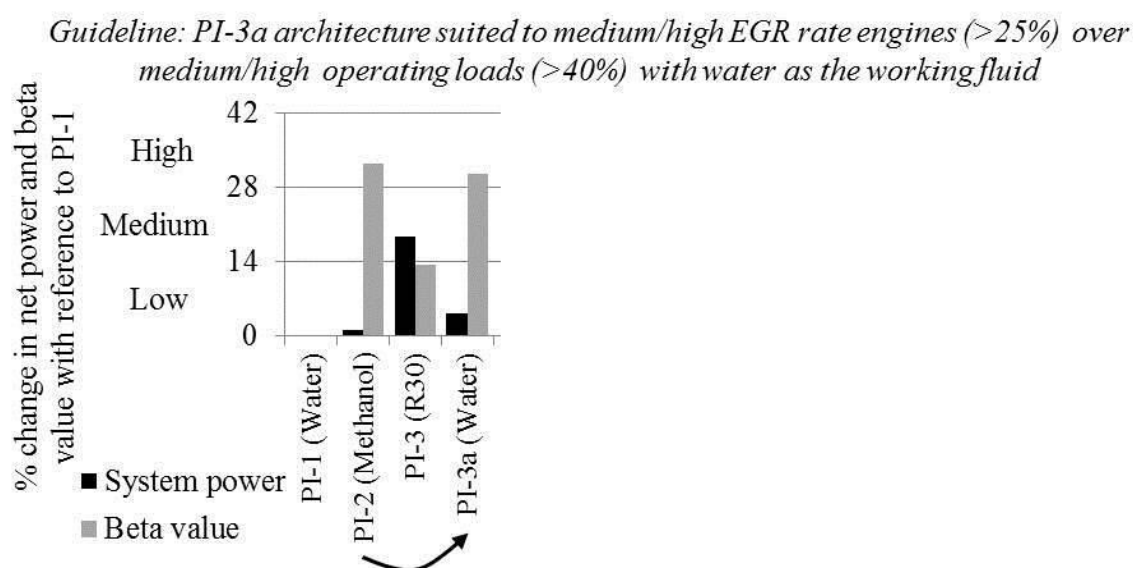 Guideline: PI-3a architecture suited to medium/high EGR rate engines (>25%) over
medium/high operating loads (>40%) with water as the working fluid
% change in net power and beta
value with reference to PI-1
42
High
28
Medium
14
Low
0
PI-1 (Water)
PI-2 (Methanol)
PI-3 (R30)
PI-3a (Water)
System power
Beta value